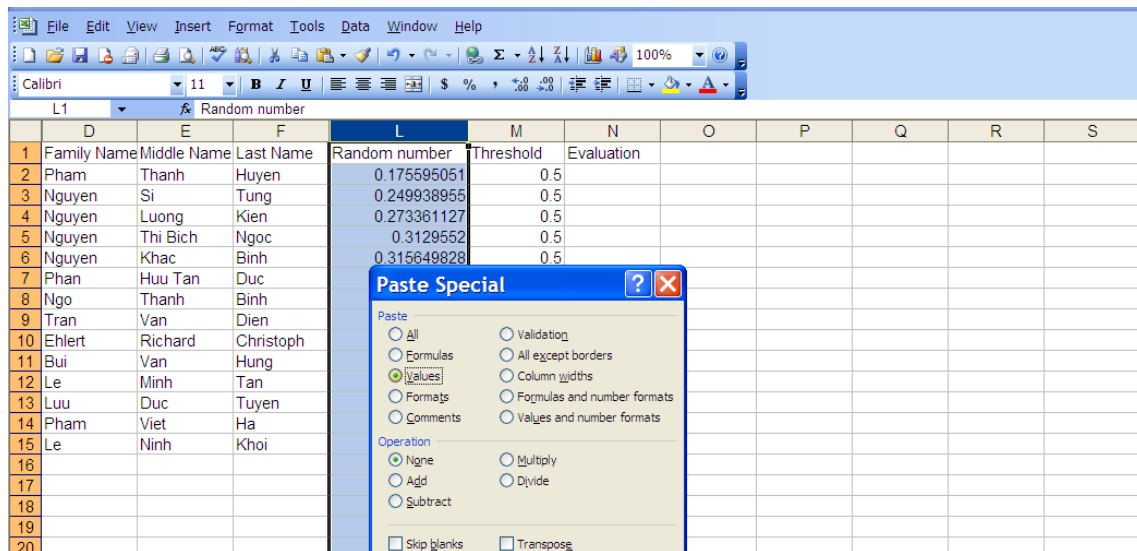 File Edit View Insert Format Tools Data Window Help
ABC Σ A Z Z A 100% ?
Calibri 11 B I U $ % , .0 .00 .00 .0 A
L1 fx Random number
D E F L M N O P Q R S
1 Family Name Middle Name Last Name Random number Threshold Evaluation
2 Pham Thanh Huyen 0.175595051 0.5
3 Nguyen Si Tung 0.249938955 0.5
4 Nguyen Luong Kien 0.273361127 0.5
5 Nguyen Thi Bich Ngoc 0.3129552 0.5
6 Nguyen Khac Binh 0.315649828 0.5
7 Phan Huu Tan Duc
8 Ngo Thanh Binh
9 Tran Van Dien
10 Ehlert Richard Christoph
11 Bui Van Hung
12 Le Minh Tan
13 Luu Duc Tuyen
14 Pham Viet Ha
15 Le Ninh Khoi
16
17
18
19
20
Paste Special ? X
Paste
All Validation
Formulas All except borders
Values Column widths
Formats Formulas and number formats
Comments Values and number formats
Operation
None Multiply
Add Divide
Subtract
Skip blanks Transpose